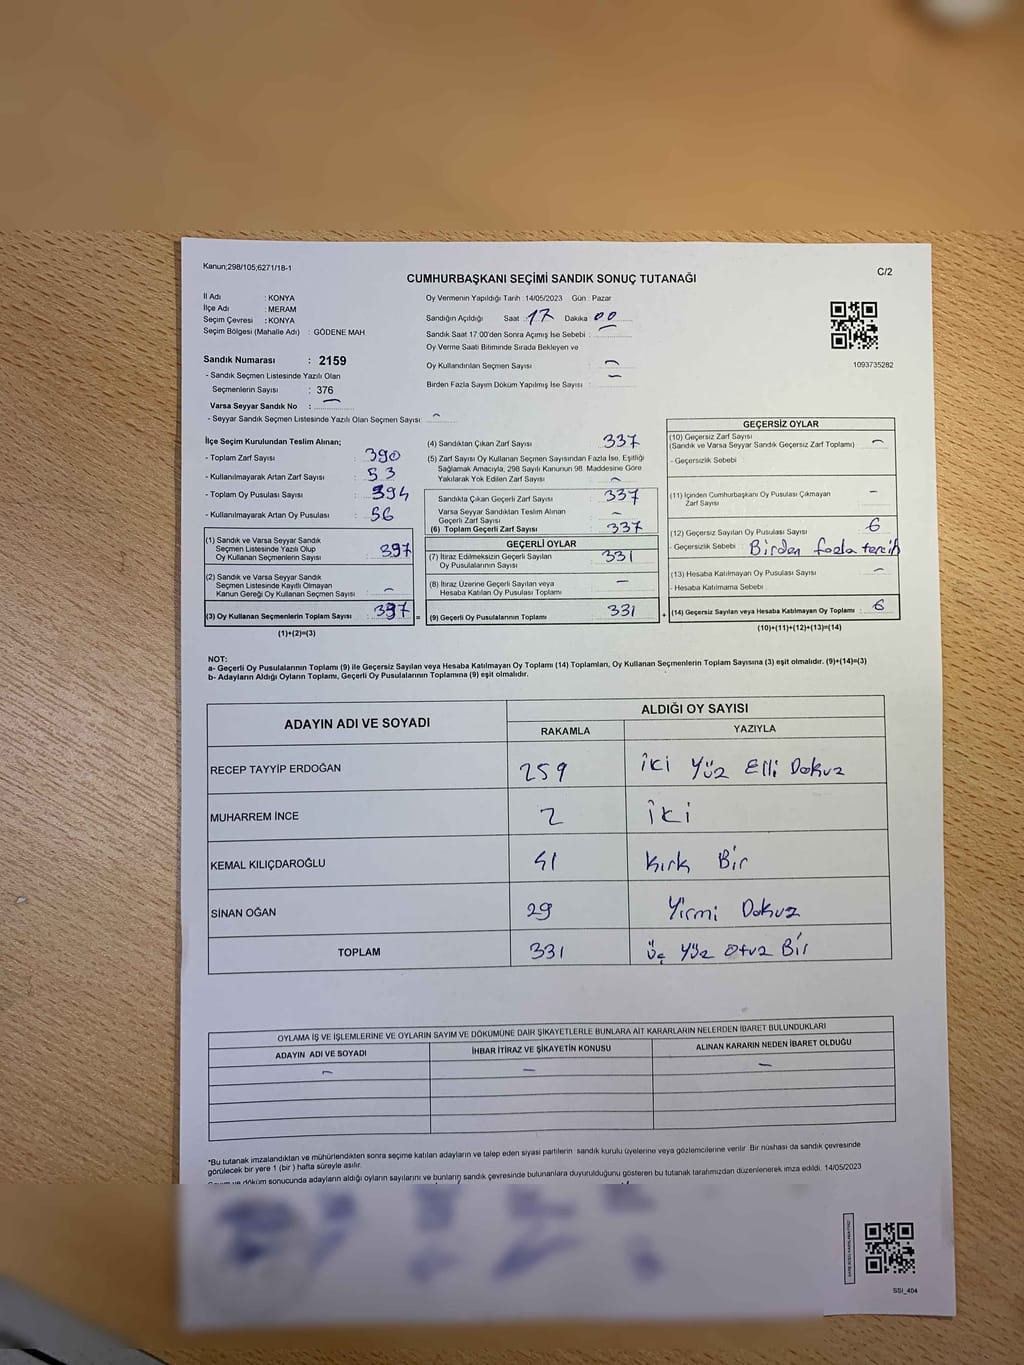 Kanun;298/105;6271/18-1
CUMHURBAŞKANI SEÇİMİ SANDIK SONUÇ TUTANAĞI
C/2
İl Adı : KONYA
İlçe Adı : MERAM
Seçim Çevresi : KONYA
Seçim Bölgesi (Mahalle Adı) : GÖDENE MAH.
Sandık Numarası : 2159
- Sandık Seçmen Listesinde Yazılı Olan
Seçmenlerin Sayısı : 376
Varsa Seyyar Sandık No : –
- Seyyar Sandık Seçmen Listesinde Yazılı Olan Seçmen Sayısı : –
Oy Vermenin Yapıldığı Tarih : 14/05/2023 Gün : Pazar
Sandığın Açıldığı Saat : 17 Dakika 00
Sandık Saat 17:00'den Sonra Açımış İse Sebebi :
Oy Verme Saati Bitiminde Sırada Bekleyen ve
Oy Kullandırılan Seçmen Sayısı : –
Birden Fazla Sayım Döküm Yapılmış İse Sayısı : –
1093735282
İlçe Seçim Kurulundan Teslim Alınan;
- Toplam Zarf Sayısı : 390
- Kullanılmayarak Artan Zarf Sayısı : 53
- Toplam Oy Pusulası Sayısı : 394
- Kullanılmayarak Artan Oy Pusulası : 56
(1) Sandık ve Varsa Seyyar Sandık
Seçmen Listesinde Yazılı Olup
Oy Kullanan Seçmenlerin Sayısı : 337
(2) Sandık ve Varsa Seyyar Sandık
Seçmen Listesinde Kayıtlı Olmayan
Kanun Gereği Oy Kullanan Seçmen Sayısı : –
(3) Oy Kullanan Seçmenlerin Toplam Sayısı : 337 =
(1)+(2)=(3)
(4) Sandıktan Çıkan Zarf Sayısı : 337
(5) Zarf Sayısı Oy Kullanan Seçmen Sayısından Fazla İse, Eşitliği
Sağlamak Amacıyla, 298 Sayılı Kanunun 98. Maddesine Göre
Yakılarak Yok Edilen Zarf Sayısı : –
Sandıkta Çıkan Geçerli Zarf Sayısı : 337
Varsa Seyyar Sandıktan Teslim Alınan
Geçerli Zarf Sayısı : –
(6) Toplam Geçerli Zarf Sayısı : 337
GEÇERLİ OYLAR
(7) İtiraz Edilmeksizin Geçerli Sayılan
Oy Pusulalarının Sayısı : 331
(8) İtiraz Üzerine Geçerli Sayılan veya
Hesaba Katılan Oy Pusulası Toplamı : –
(9) Geçerli Oy Pusulalarının Toplamı : 331 +
GEÇERSİZ OYLAR
(10) Geçersiz Zarf Sayısı : –
(Sandık ve Varsa Seyyar Sandık Geçersiz Zarf Toplamı)
- Geçersizlik Sebebi :
(11) İçinden Cumhurbaşkanı Oy Pusulası Çıkmayan
Zarf Sayısı : –
(12) Geçersiz Sayılan Oy Pusulası Sayısı : 6
- Geçersizlik Sebebi : Birden fazla tercih
(13) Hesaba Katılmayan Oy Pusulası Sayısı : –
- Hesaba Katılmama Sebebi :
(14) Geçersiz Sayılan veya Hesaba Katılmayan Oy Toplamı : 6
(10)+(11)+(12)+(13)=(14)
NOT:
a- Geçerli Oy Pusulalarının Toplamı (9) ile Geçersiz Sayılan veya Hesaba Katılmayan Oy Toplamı (14) Toplamları, Oy Kullanan Seçmenlerin Toplam Sayısına (3) eşit olmalıdır. (9)+(14)=(3)
b- Adayların Aldığı Oyların Toplamı, Geçerli Oy Pusulalarının Toplamına (9) eşit olmalıdır.
ADAYIN ADI VE SOYADI ALDIĞI OY SAYISI
RAKAMLA YAZIYLA
RECEP TAYYİP ERDOĞAN 259 iki Yüz Elli Dokuz
MUHARREM İNCE 2 iki
KEMAL KILIÇDAROĞLU 41 Kırk Bir
SİNAN OĞAN 29 Yirmi Dokuz
TOPLAM 331 üç Yüz Otuz Bir
OYLAMA İŞ VE İŞLEMLERİNE VE OYLARIN SAYIM VE DÖKÜMÜNE DAİR ŞİKAYETLERLE BUNLARA AİT KARARLARIN NELERDEN İBARET BULUNDUKLARI
ADAYIN ADI VE SOYADI İHBAR İTİRAZ VE ŞİKAYETİN KONUSU ALINAN KARARIN NEDEN İBARET OLDUĞU
– – –
*Bu tutanak imzalandıktan ve mühürlendikten sonra seçime katılan adayların ve talep eden siyasi partilerin sandık kurulu üyelerine veya gözlemcilerine verilir. Bir nüshası da sandık çevresinde
görülecek bir yere 1 (bir) hafta süreyle asılır.
ve döküm sonucunda adayların aldığı oyların sayılarını ve bunların sandık çevresinde bulunanlara duyurulduğunu gösteren bu tutanak tarafımızdan düzenlenerek imza edildi. 14/05/2023
SSİ_404